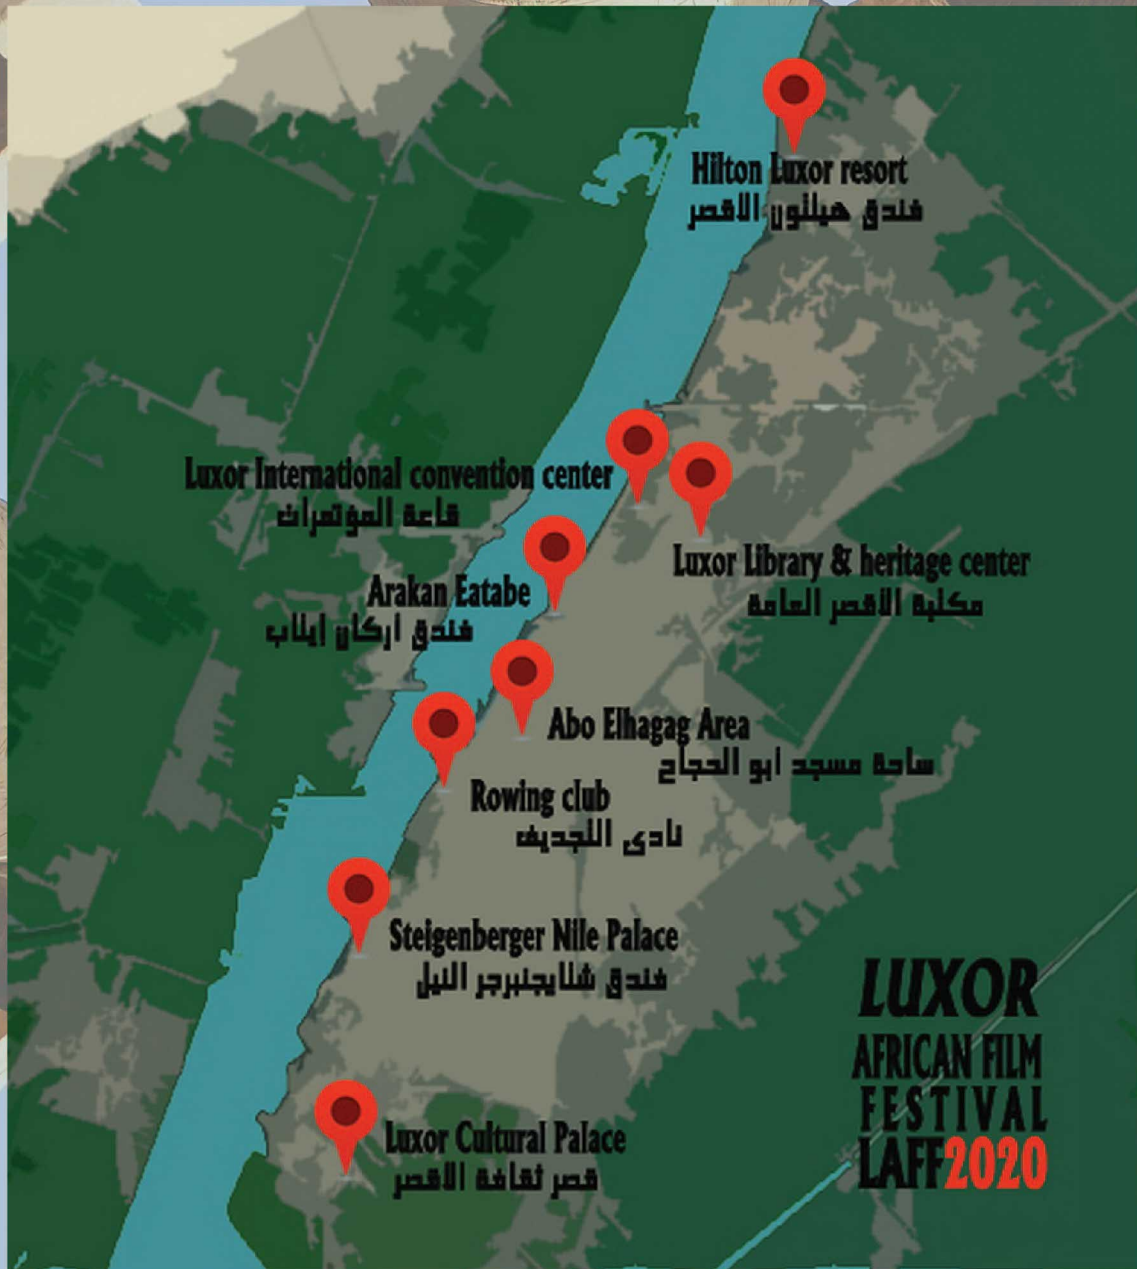 Hilton Luxor resort
فندق هيلتون الاقصر
Luxor International convention center
قاعة المؤتمرات
Luxor Library & heritage center
مكتبة الاقصر العامة
Arakan Eatabe
فندق اركان إيتاب
Abo Elhagag Area
ساحة مسجد ابو الحجاج
Rowing club
نادى التجديف
Steigenberger Nile Palace
فندق شتايجنبرجر النيل
Luxor Cultural Palace
قصر ثقافة الاقصر
LUXOR
AFRICAN FILM
FESTIVAL
LAFF2020